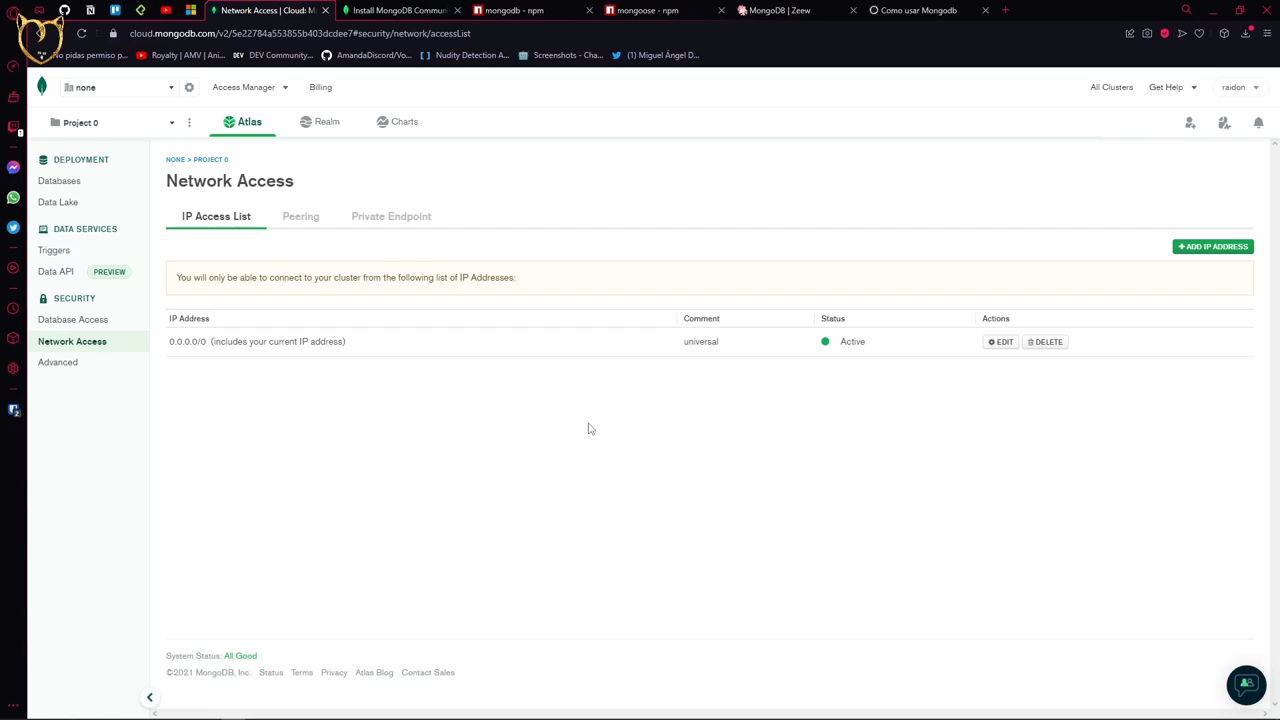 Network Access | Cloud: M
Install MongoDB Commun
mongodb - npm
mongoose - npm
MongoDB | Zeew
Como usar Mongodb
cloud.mongodb.com/v2/5e22784a553855b403dcdee7#security/network/accessList
No pidas permiso p...
Royalty | AMV | Ani...
DEV DEV Community...
AmandaDiscord/Vo...
Nudity Detection A...
Screenshots - Cha...
(1) Miguel Ángel D...
none
Access Manager
Billing
All Clusters
Get Help
raidon
Project 0
Atlas
Realm
Charts
DEPLOYMENT
Databases
Data Lake
DATA SERVICES
Triggers
Data API PREVIEW
SECURITY
Database Access
Network Access
Advanced
NONE > PROJECT 0
Network Access
IP Access List
Peering
Private Endpoint
+ ADD IP ADDRESS
You will only be able to connect to your cluster from the following list of IP Addresses:
IP Address Comment Status Actions
0.0.0.0/0 (includes your current IP address) universal Active EDIT DELETE
System Status: All Good
©2021 MongoDB, Inc. Status Terms Privacy Atlas Blog Contact Sales